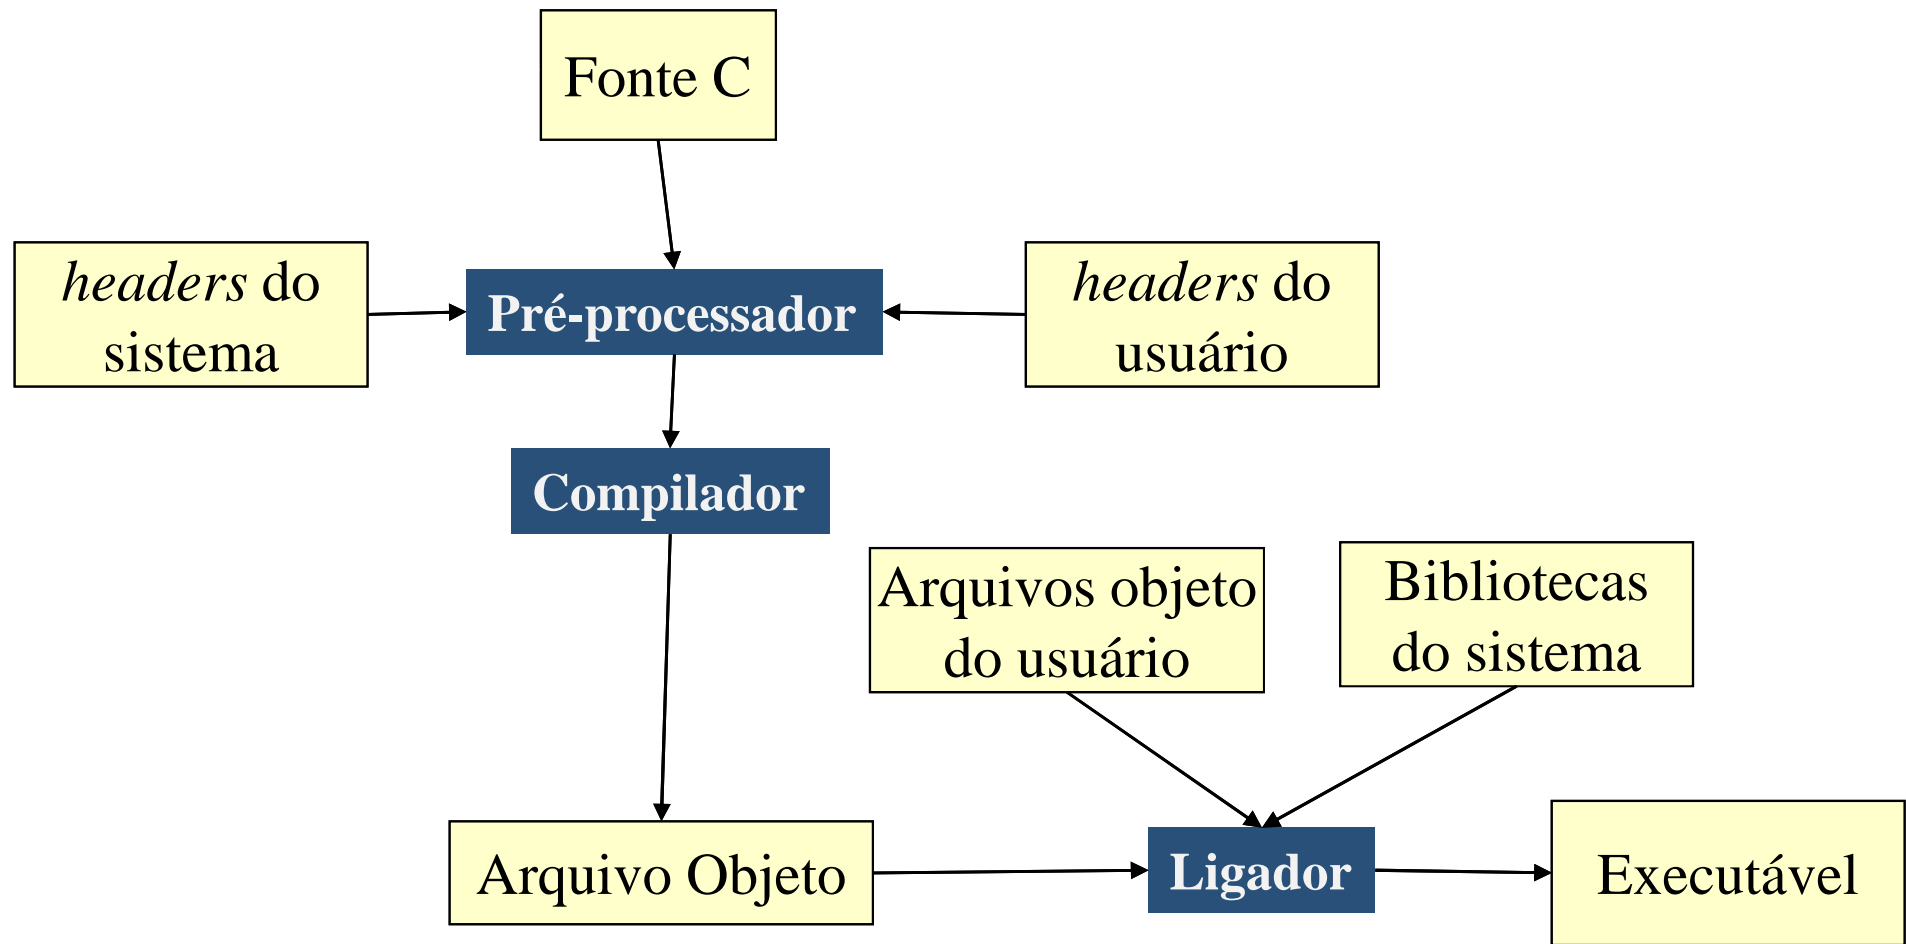 Fonte C
headers do
sistema
Pré-processador
headers do
usuário
Compilador
Arquivos objeto
do usuário
Bibliotecas
do sistema
Arquivo Objeto
Ligador
Executável